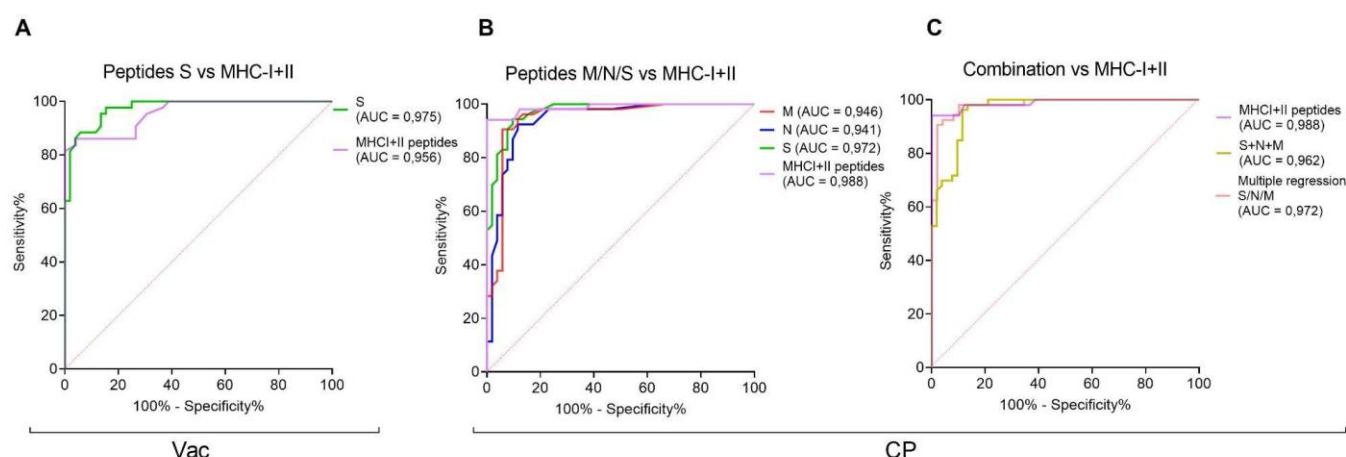 A
Peptides S vs MHC-I+II
100
80
60
40
20
0
Sensitivity%
0 20 40 60 80 100
100% - Specificity%
S
(AUC = 0,975)
MHCI+II peptides
(AUC = 0,956)
Vac
B
Peptides M/N/S vs MHC-I+II
100
80
60
40
20
0
Sensitivity%
0 20 40 60 80 100
100% - Specificity%
M (AUC = 0,946)
N (AUC = 0,941)
S (AUC = 0,972)
MHCI+II peptides
(AUC = 0,988)
C
Combination vs MHC-I+II
100
80
60
40
20
0
Sensitivity%
0 20 40 60 80 100
100% - Specificity%
MHCI+II peptides
(AUC = 0,988)
S+N+M
(AUC = 0,962)
Multiple regression
S/N/M
(AUC = 0,972)
CP